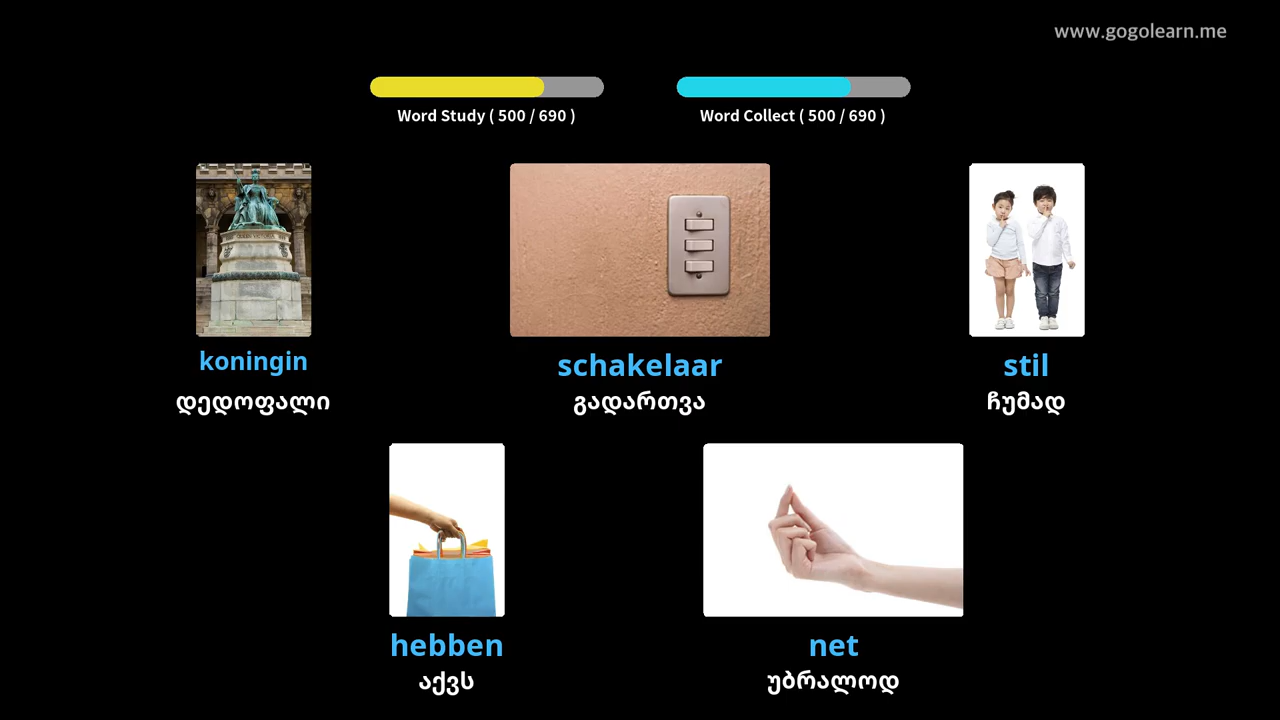 www.gogolearn.me
Word Study ( 500 / 690 )
Word Collect ( 500 / 690 )
koningin
დედოფალი
schakelaar
გადართვა
stil
ჩუმად
hebben
აქვს
net
უბრალოდ